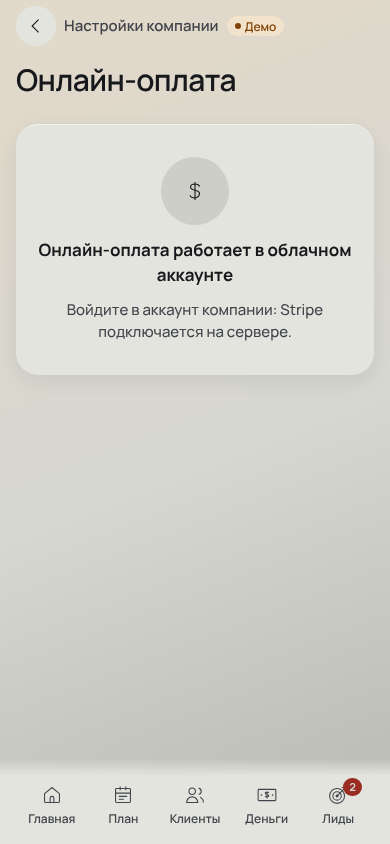 Настройки компании
Демо
Онлайн-оплата
$
Онлайн-оплата работает в облачном
аккаунте
Войдите в аккаунт компании: Stripe
подключается на сервере.
2
Главная
План
Клиенты
Деньги
Лиды